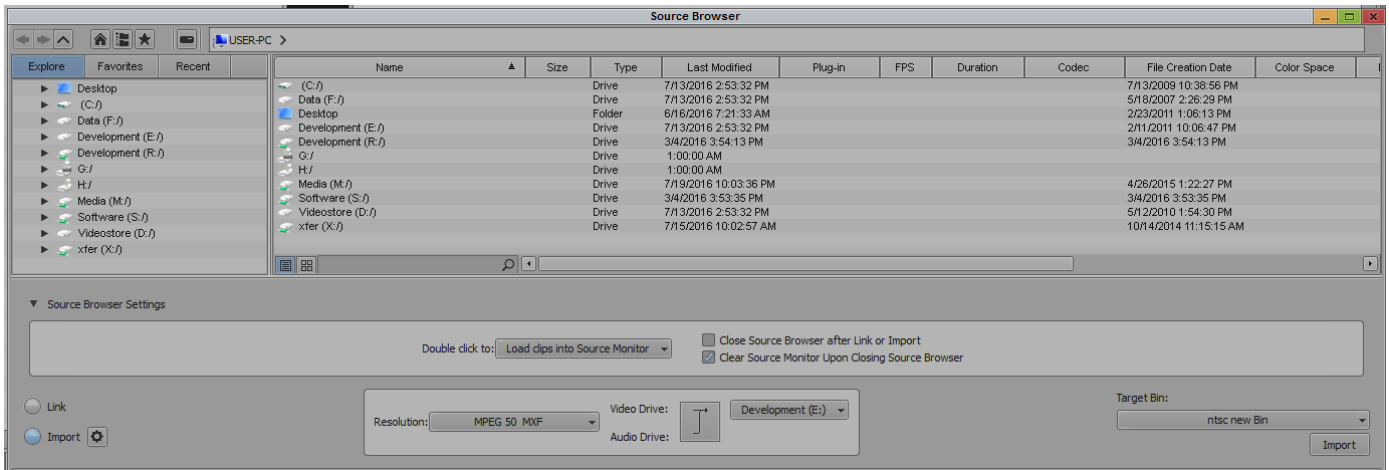 Source Browser
USER-PC >
Explore Favorites Recent
Desktop
(C:/)
Data (F:/)
Development (E:/)
Development (R:/)
G:/
H:/
Media (M:/)
Software (S:/)
Videostore (D:/)
xfer (X:/)
Name Size Type Last Modified Plug-in FPS Duration Codec File Creation Date Color Space
(C:/) Drive 7/13/2016 2:53:32 PM 7/13/2009 10:38:56 PM
Data (F:/) Drive 7/13/2016 2:53:32 PM 5/18/2007 2:26:29 PM
Desktop Folder 6/16/2016 7:21:33 AM 2/23/2011 1:06:13 PM
Development (E:/) Drive 7/13/2016 2:53:32 PM 2/11/2011 10:06:47 PM
Development (R:/) Drive 3/4/2016 3:54:13 PM 3/4/2016 3:54:13 PM
G:/ Drive 1:00:00 AM
H:/ Drive 1:00:00 AM
Media (M:/) Drive 7/19/2016 10:03:36 PM 4/26/2015 1:22:27 PM
Software (S:/) Drive 3/4/2016 3:53:35 PM 3/4/2016 3:53:35 PM
Videostore (D:/) Drive 7/13/2016 2:53:32 PM 5/12/2010 1:54:30 PM
xfer (X:/) Drive 7/15/2016 10:02:57 AM 10/14/2014 11:15:15 AM
Source Browser Settings
Double click to: Load clips into Source Monitor
Close Source Browser after Link or Import
Clear Source Monitor Upon Closing Source Browser
Link
Import
Resolution: MPEG 50 MXF
Video Drive: Development (E:)
Audio Drive:
Target Bin:
ntsc new Bin
Import